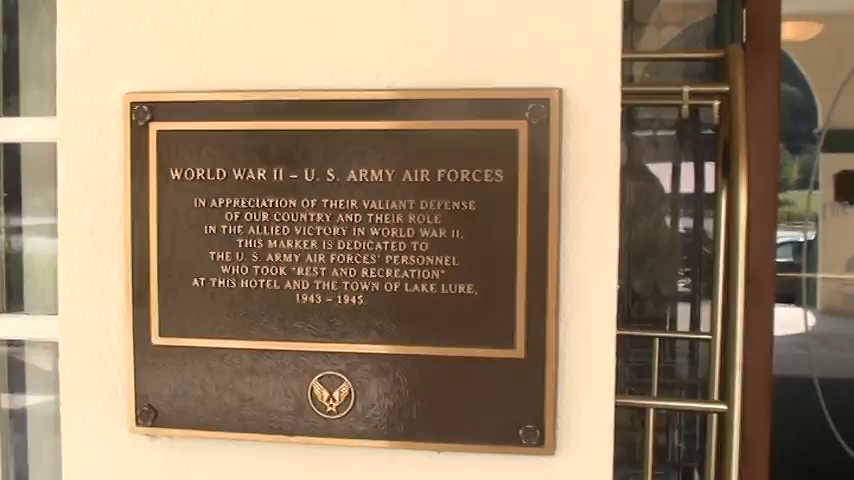 WORLD WAR II – U. S. ARMY AIR FORCES
IN APPRECIATION OF THEIR VALIANT DEFENSE
OF OUR COUNTRY AND THEIR ROLE
IN THE ALLIED VICTORY IN WORLD WAR II,
THIS MARKER IS DEDICATED TO
THE U. S. ARMY AIR FORCES' PERSONNEL
WHO TOOK "REST AND RECREATION"
AT THIS HOTEL AND THE TOWN OF LAKE LURE,
1943 – 1945.